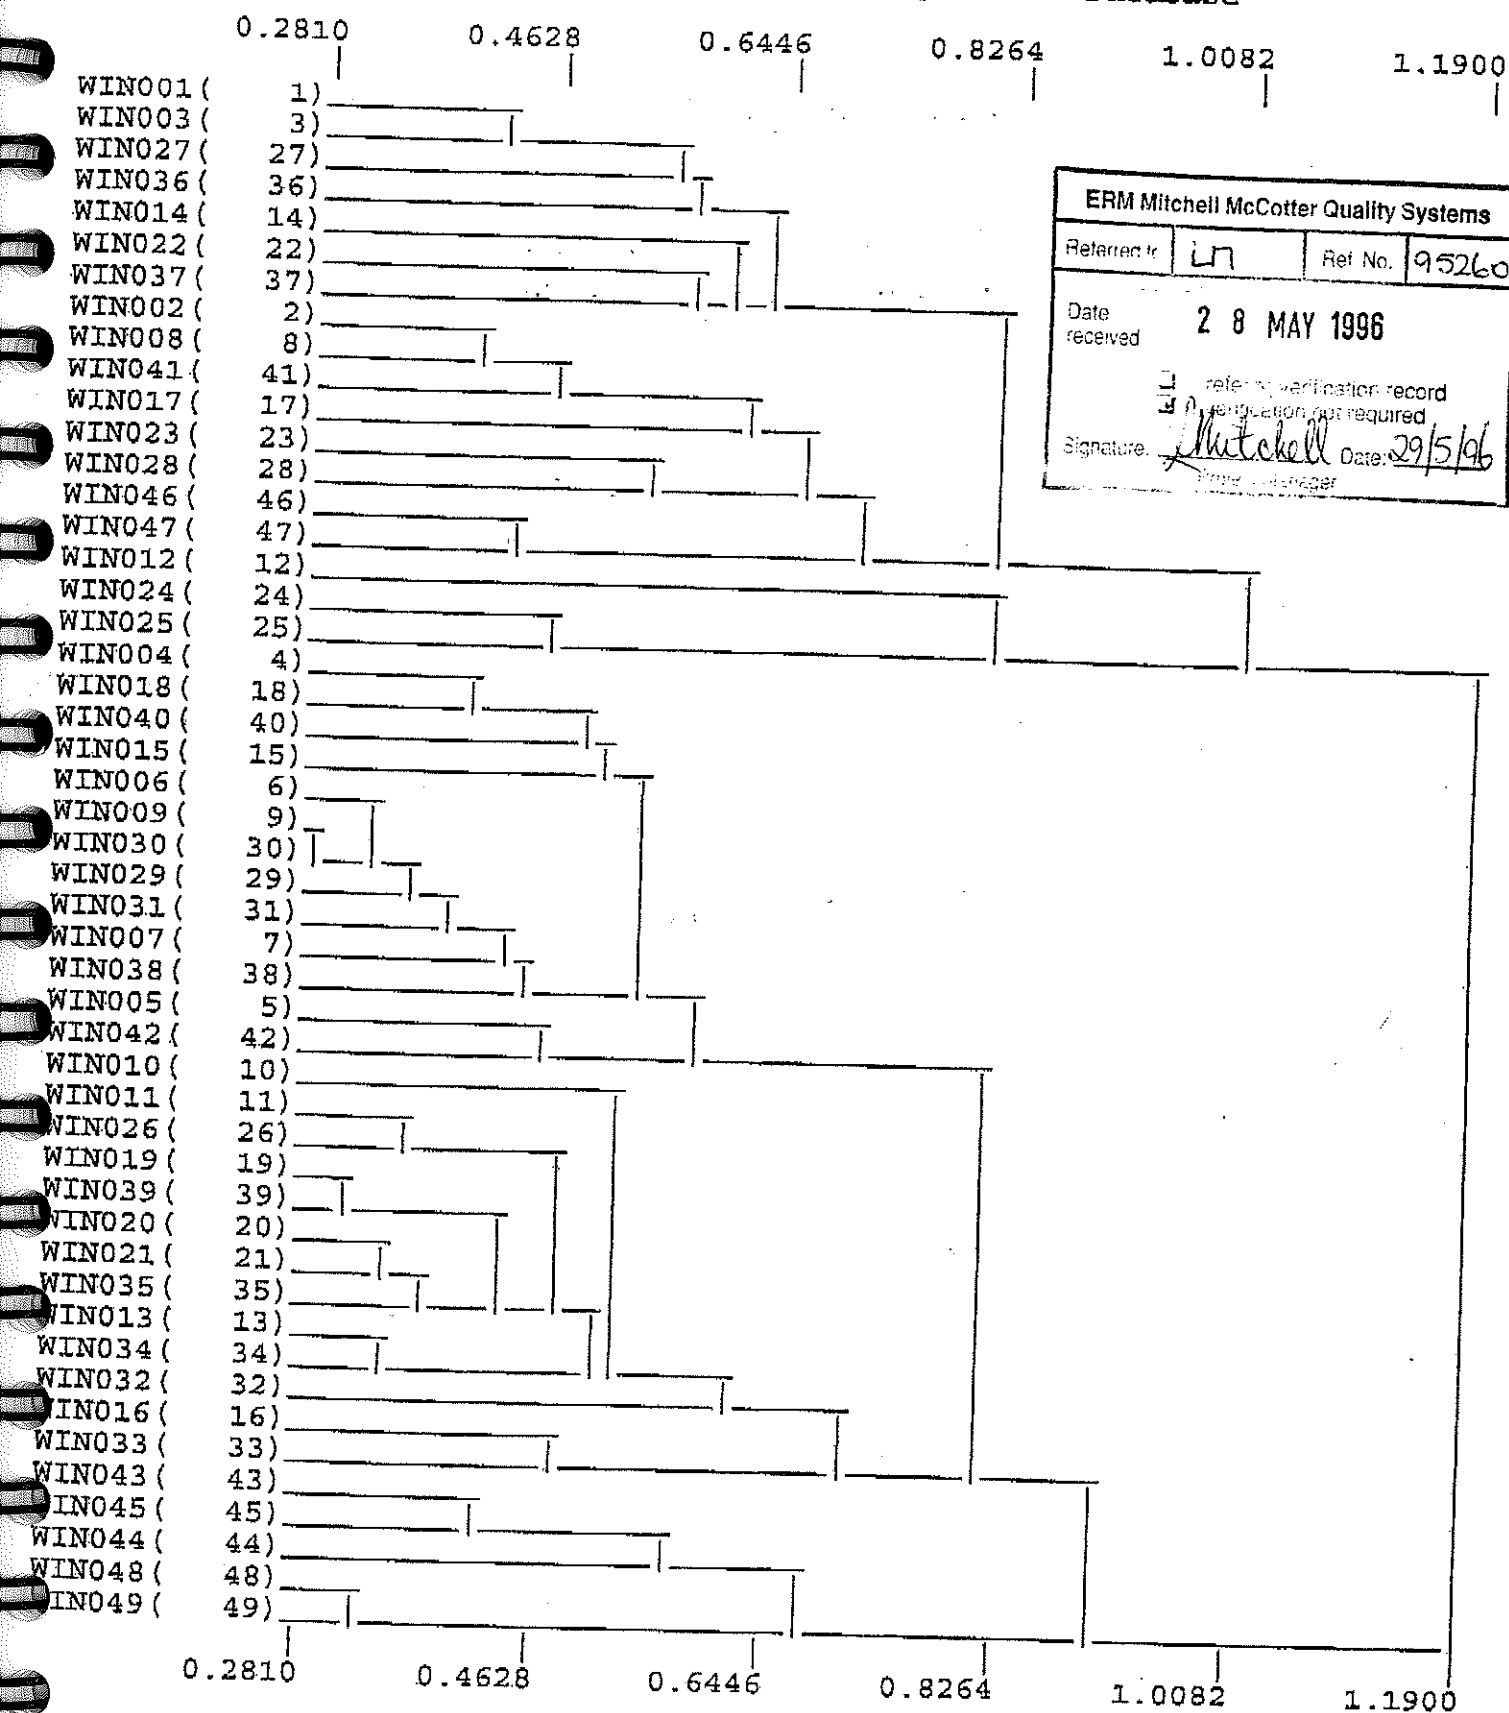 0.2810 0.4628 0.6446 0.8264 1.0082 1.1900
WIN001( 1)
WIN003( 3)
WIN027( 27)
WIN036( 36)
WIN014( 14)
WIN022( 22)
WIN037( 37)
WIN002( 2)
WIN008( 8)
WIN041( 41)
WIN017( 17)
WIN023( 23)
WIN028( 28)
WIN046( 46)
WIN047( 47)
WIN012( 12)
WIN024( 24)
WIN025( 25)
WIN004( 4)
WIN018( 18)
WIN040( 40)
WIN015( 15)
WIN006( 6)
WIN009( 9)
WIN030( 30)
WIN029( 29)
WIN031( 31)
WIN007( 7)
WIN038( 38)
WIN005( 5)
WIN042( 42)
WIN010( 10)
WIN011( 11)
WIN026( 26)
WIN019( 19)
WIN039( 39)
WIN020( 20)
WIN021( 21)
WIN035( 35)
WIN013( 13)
WIN034( 34)
WIN032( 32)
WIN016( 16)
WIN033( 33)
WIN043( 43)
WIN045( 45)
WIN044( 44)
WIN048( 48)
WIN049( 49)
0.2810 0.4628 0.6446 0.8264 1.0082 1.1900
ERM Mitchell McCotter Quality Systems
Referred to Ref No. 95260
Date 2 8 MAY 1996
received
refer to verification record
verification not required
Signature. Mitchell Date: 29/5/96